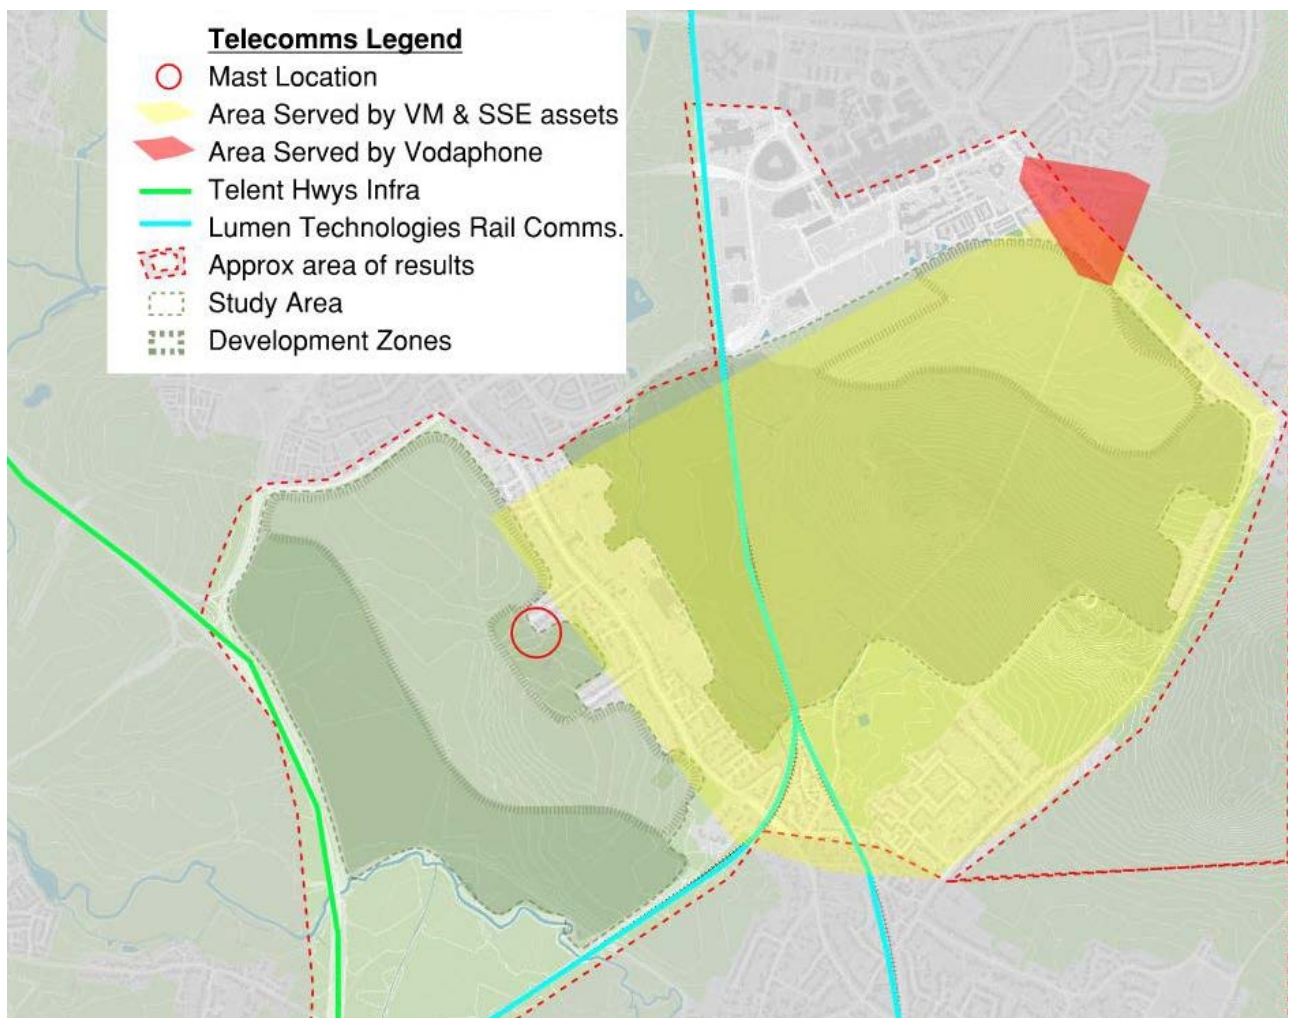 Telecomms Legend
Mast Location
Area Served by VM & SSE assets
Area Served by Vodaphone
Telent Hwys Infra
Lumen Technologies Rail Comms.
Approx area of results
Study Area
Development Zones